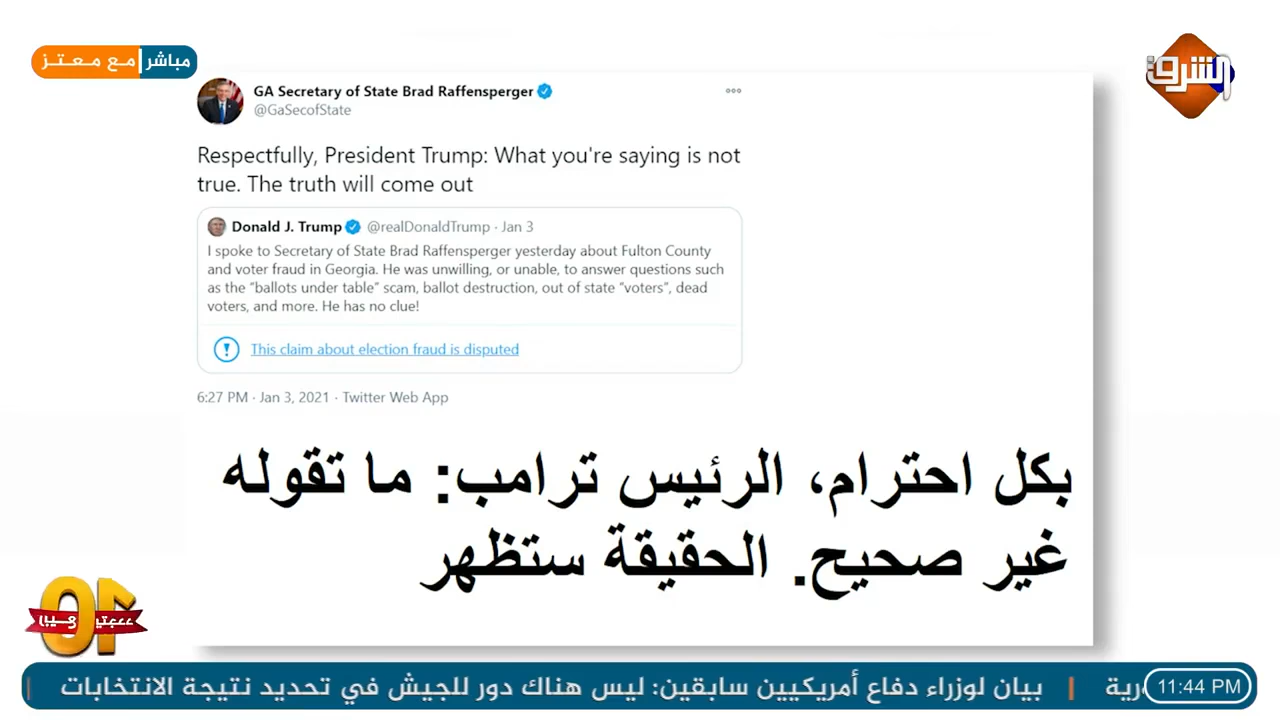 مباشر مع معتز
الشرق
GA Secretary of State Brad Raffensperger
@GaSecofState
Respectfully, President Trump: What you're saying is not
true. The truth will come out
Donald J. Trump @realDonaldTrump · Jan 3
I spoke to Secretary of State Brad Raffensperger yesterday about Fulton County
and voter fraud in Georgia. He was unwilling, or unable, to answer questions such
as the “ballots under table” scam, ballot destruction, out of state “voters”, dead
voters, and more. He has no clue!
This claim about election fraud is disputed
6:27 PM · Jan 3, 2021 · Twitter Web App
بكل احترام، الرئيس ترامب: ما تقوله
غير صحيح. الحقيقة ستظهر
بيان لوزراء دفاع أمريكيين سابقين: ليس هناك دور للجيش في تحديد نتيجة الانتخابات |
11:44 PM